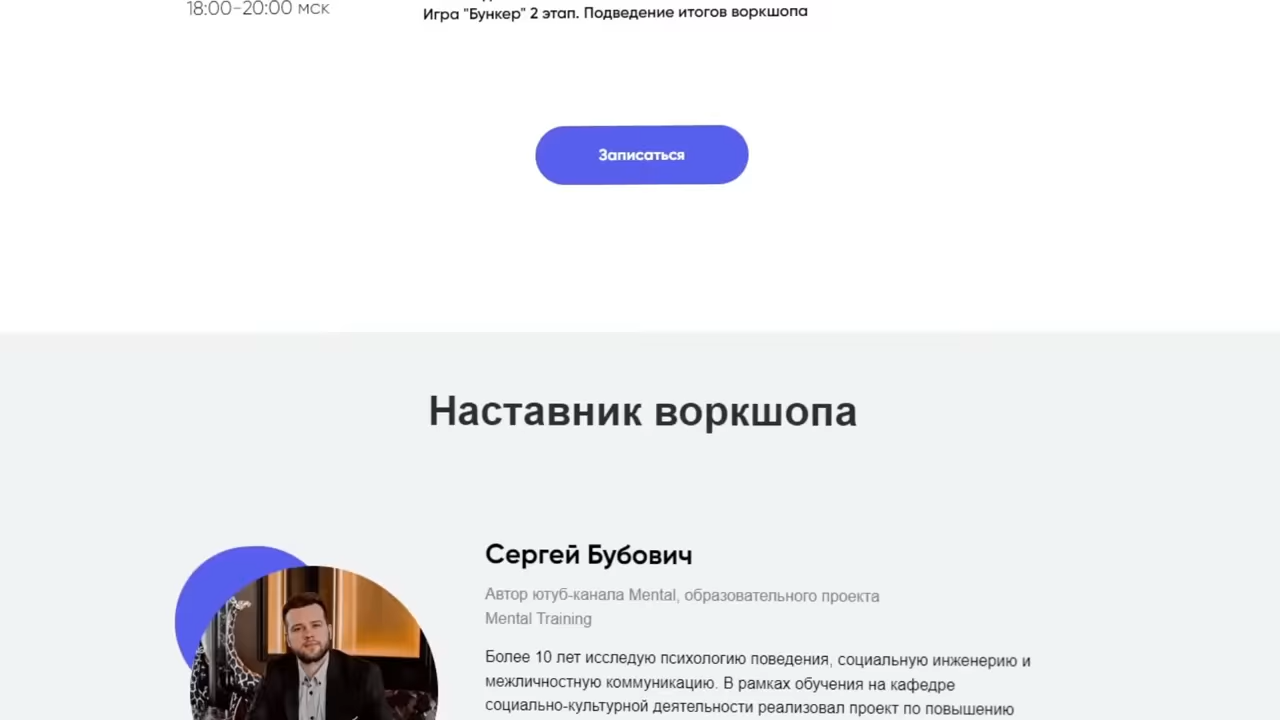 18:00-20:00 мск
Игра "Бункер" 2 этап. Подведение итогов воркшопа
Записаться
Наставник воркшопа
Сергей Бубович
Автор ютуб-канала Mental, образовательного проекта
Mental Training
Более 10 лет исследую психологию поведения, социальную инженерию и
межличностную коммуникацию. В рамках обучения на кафедре
социально-культурной деятельности реализовал проект по повышению